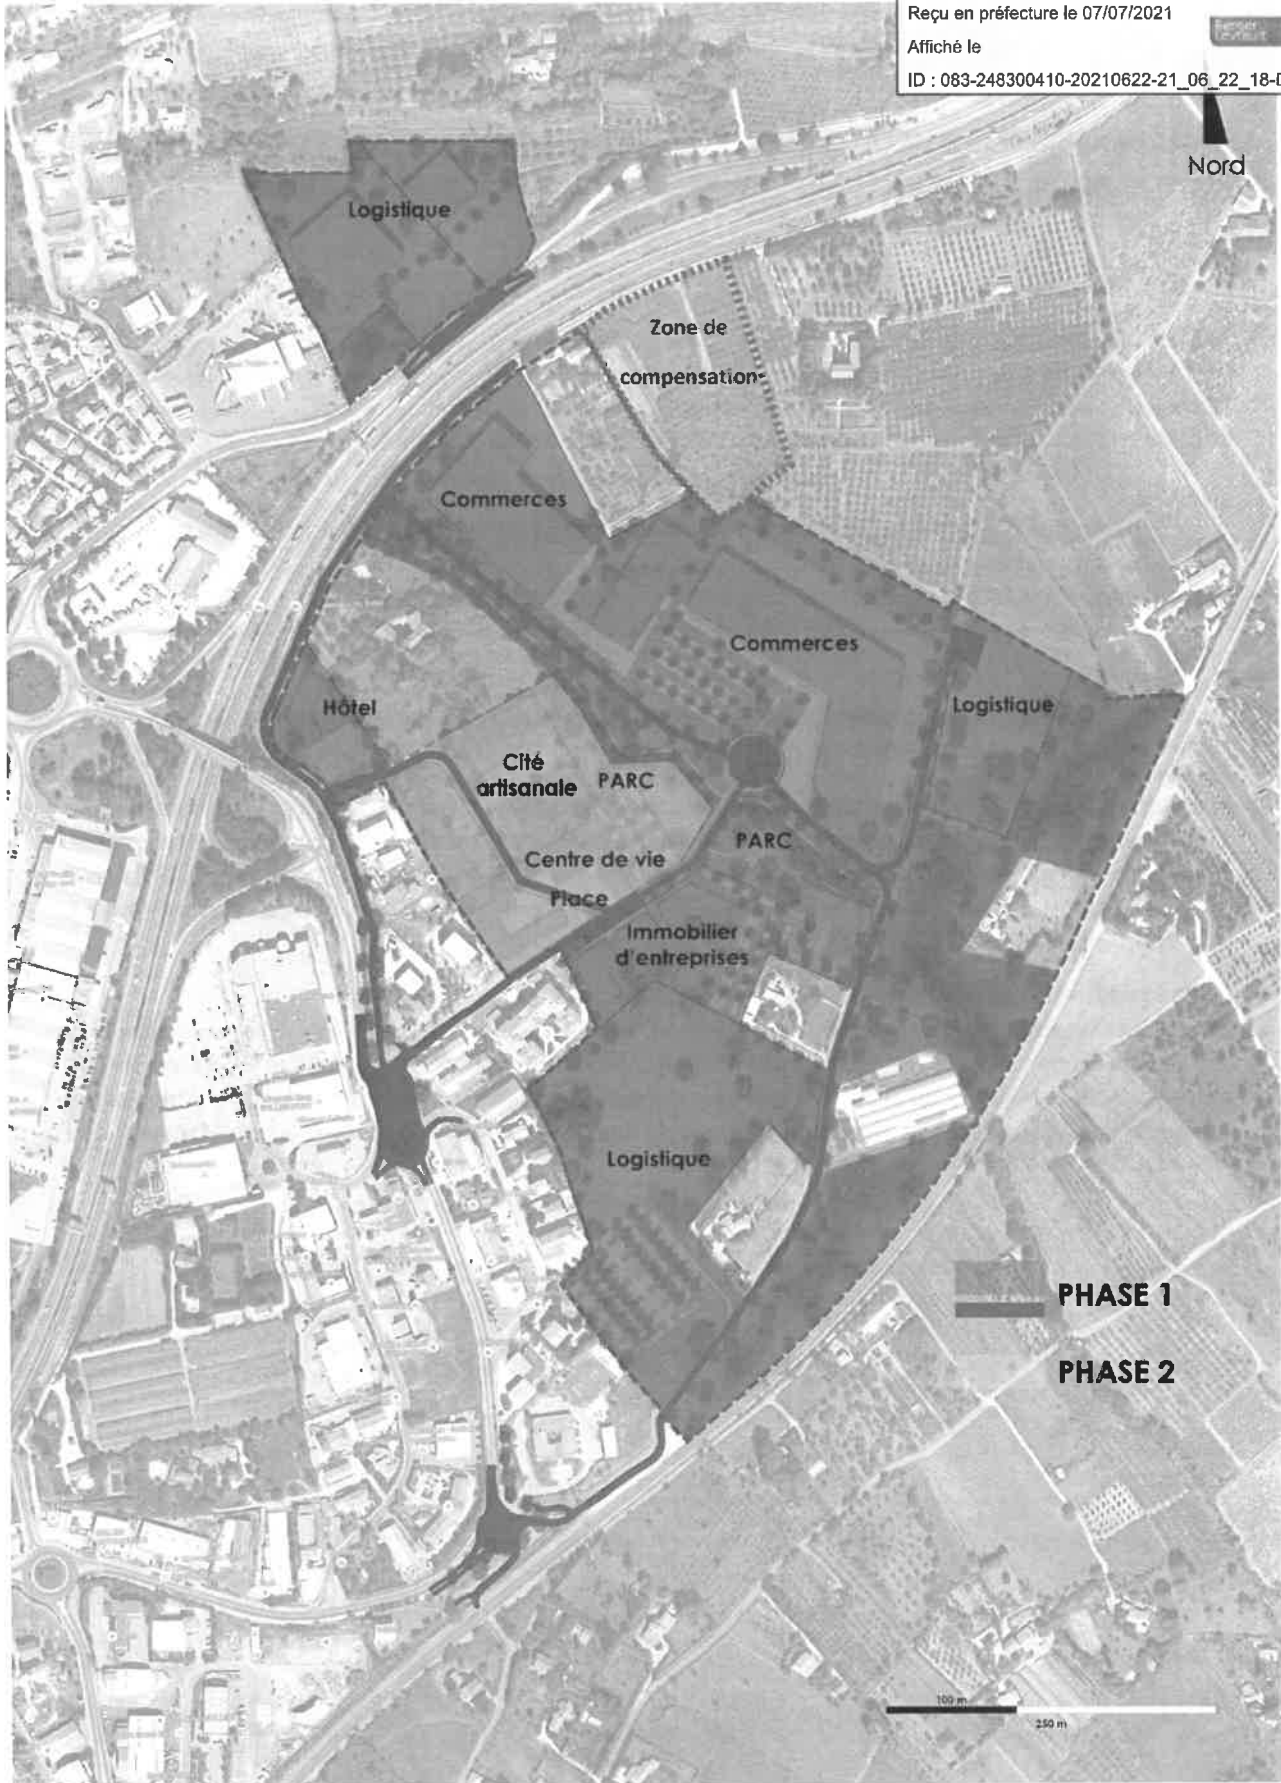 Reçu en préfecture le 07/07/2021
Affiché le
ID : 083-248300410-20210622-21_06_22_18-D
Nord
Logistique
Zone de
compensation
Commerces
Commerces
Logistique
Hôtel
Cité
artisanale
PARC
PARC
Centre de vie
Place
Immobilier
d'entreprises
Logistique
PHASE 1
PHASE 2
100 m
250 m